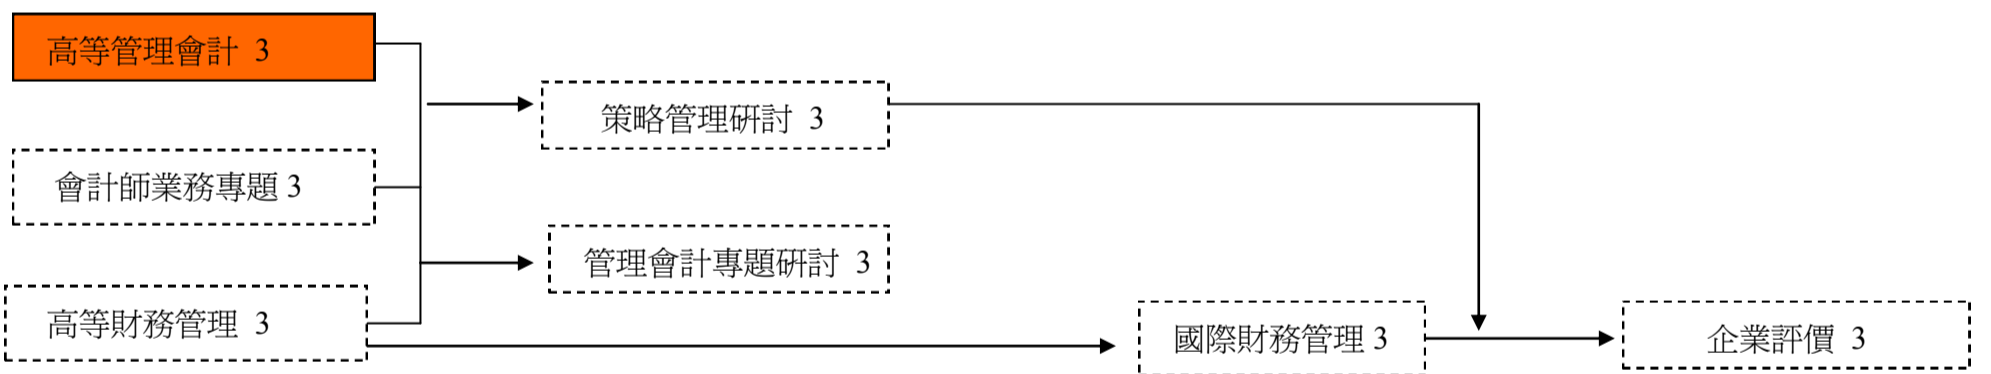 高等管理會計 3
策略管理研討 3
會計師業務專題 3
管理會計專題研討 3
高等財務管理 3
國際財務管理 3
企業評價 3